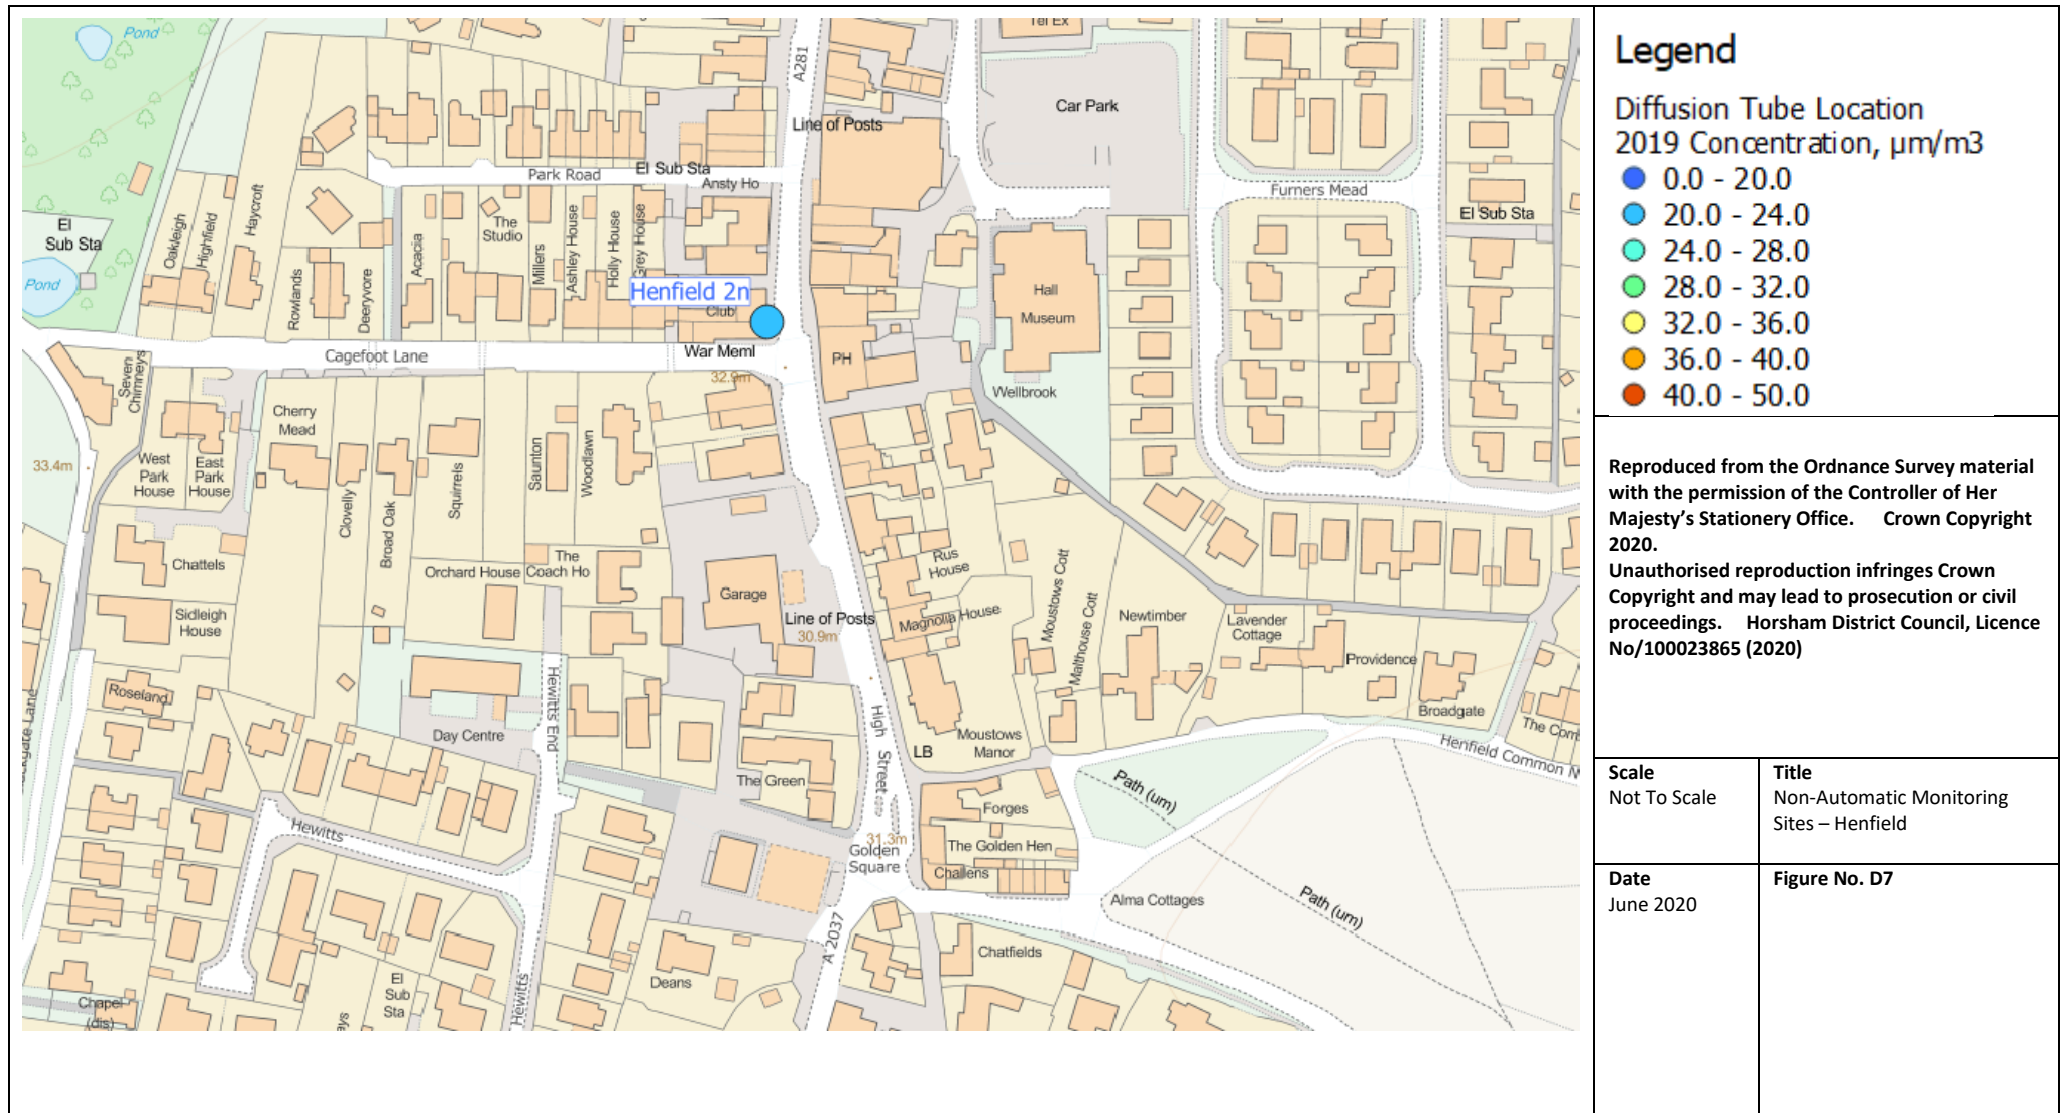 Pond
A281
Tel Ex
Car Park
Line of Posts
El Sub Sta
Park Road
Ansty Ho
Furners Mead
El Sub Sta
El
Sub Sta
Pond
Oakleigh
Highfield
Haycroft
Rowlands
Deeryvore
Acacia
The
Studio
Millers
Ashley House
Holly House
Grey House
Henfield 2n
Club
War Meml
32.9m
PH
Hall
Museum
Wellbrook
Cagefoot Lane
Seven
Chimneys
33.4m
West
Park
House
East
Park
House
Cherry
Mead
Clovelly
Broad Oak
Squirrels
Saunton
Woodlawn
Chattels
Sidleigh
House
Orchard House
The
Coach Ho
Garage
Line of Posts
30.9m
Rus
House
Magnolia House
Moustows Cott
Malthouse Cott
Newtimber
Lavender
Cottage
Providence
Broadgate
The Com
Henfield Common N
Roseland
Day Centre
Hewitts End
High Street
LB
Moustows
Manor
The Green
Forges
The Golden Hen
Challens
31.3m
Golden
Square
Path (um)
Path (um)
Alma Cottages
A 2037
Hewitts
Hewitts
Chapel
(dis)
El
Sub
Sta
Deans
Chatfields
Legend
Diffusion Tube Location
2019 Concentration, µm/m3
0.0 - 20.0
20.0 - 24.0
24.0 - 28.0
28.0 - 32.0
32.0 - 36.0
36.0 - 40.0
40.0 - 50.0
Reproduced from the Ordnance Survey material
with the permission of the Controller of Her
Majesty’s Stationery Office. Crown Copyright
2020.
Unauthorised reproduction infringes Crown
Copyright and may lead to prosecution or civil
proceedings. Horsham District Council, Licence
No/100023865 (2020)
Scale
Not To Scale
Title
Non-Automatic Monitoring
Sites – Henfield
Date
June 2020
Figure No. D7